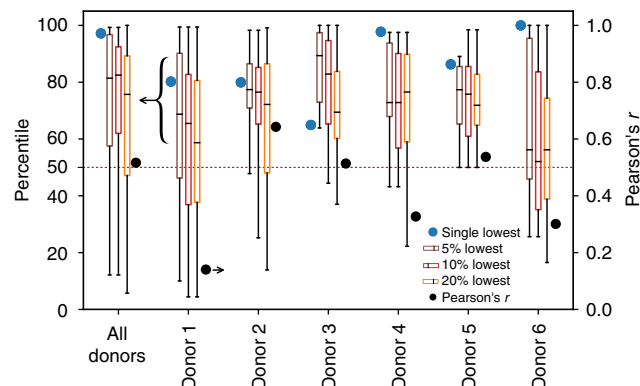 100
80
60
40
20
0
Percentile
1.0
0.8
0.6
0.4
0.2
0.0
Pearson's r
Single lowest
5% lowest
10% lowest
20% lowest
Pearson's r
All
donors
Donor 1
Donor 2
Donor 3
Donor 4
Donor 5
Donor 6